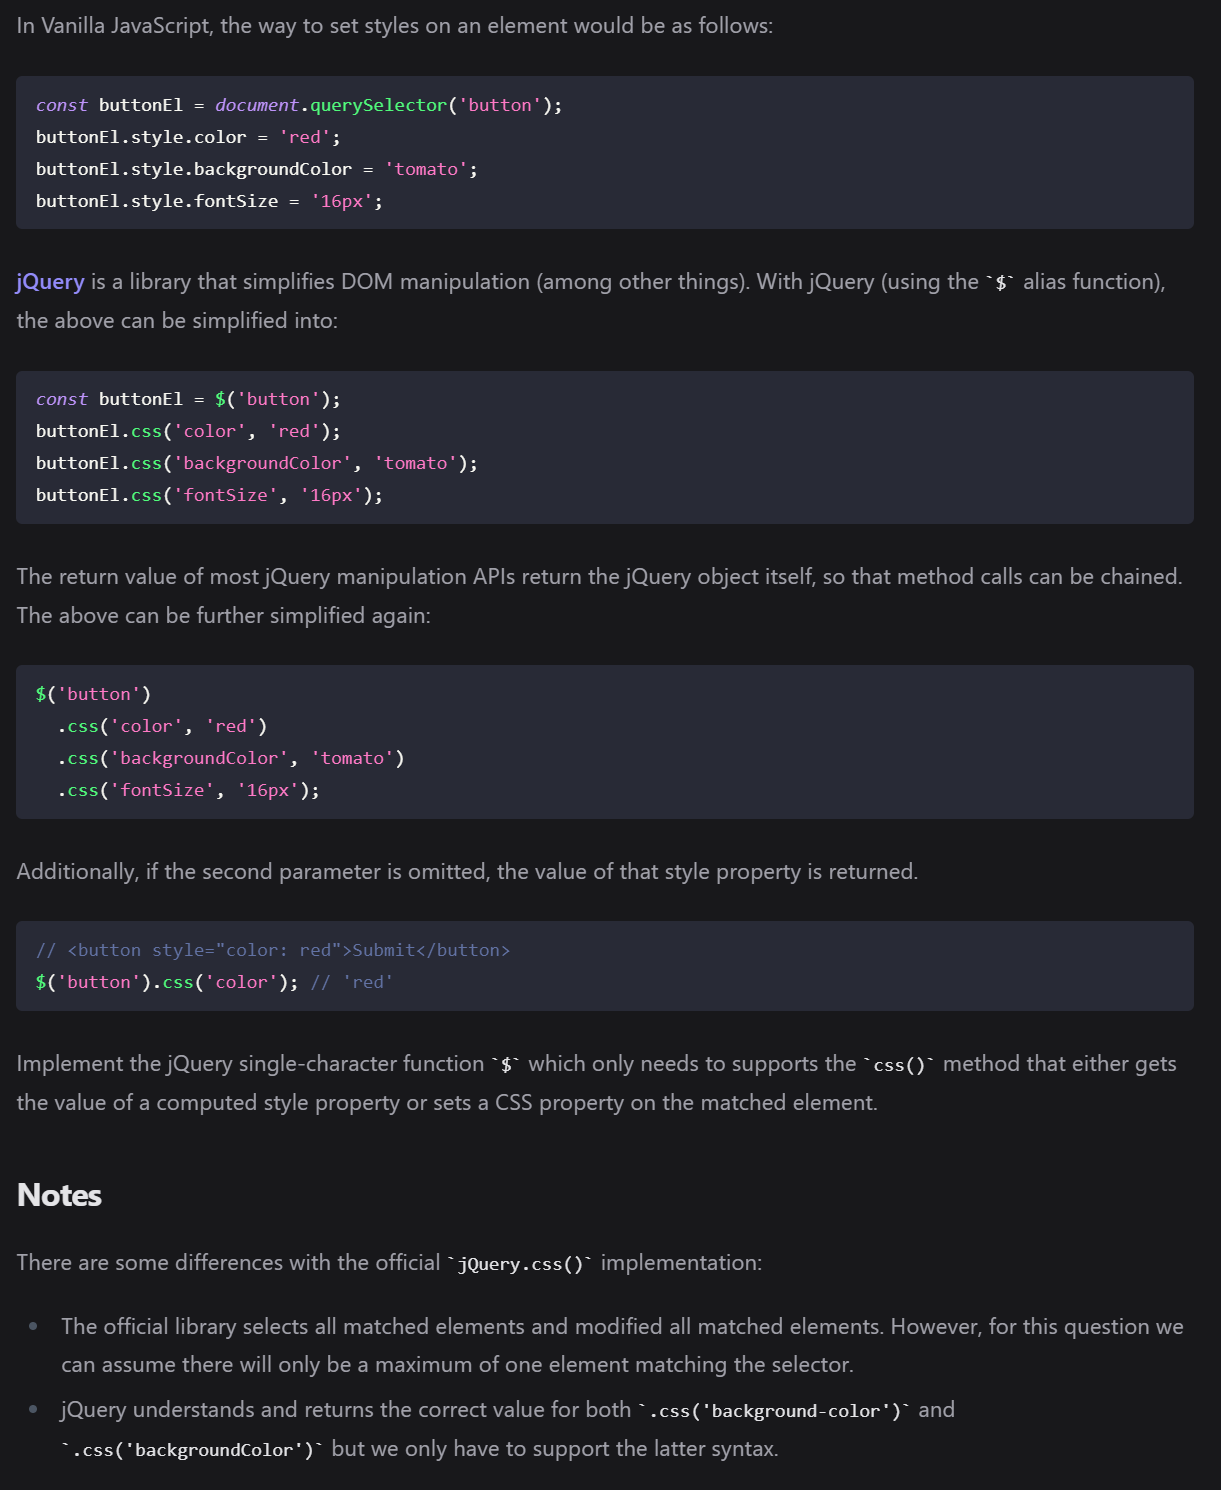 In Vanilla JavaScript, the way to set styles on an element would be as follows:
const buttonEl = document.querySelector('button');
buttonEl.style.color = 'red';
buttonEl.style.backgroundColor = 'tomato';
buttonEl.style.fontSize = '16px';
jQuery is a library that simplifies DOM manipulation (among other things). With jQuery (using the `$` alias function),
the above can be simplified into:
const buttonEl = $('button');
buttonEl.css('color', 'red');
buttonEl.css('backgroundColor', 'tomato');
buttonEl.css('fontSize', '16px');
The return value of most jQuery manipulation APIs return the jQuery object itself, so that method calls can be chained.
The above can be further simplified again:
$('button')
  .css('color', 'red')
  .css('backgroundColor', 'tomato')
  .css('fontSize', '16px');
Additionally, if the second parameter is omitted, the value of that style property is returned.
// <button style="color: red">Submit</button>
$('button').css('color'); // 'red'
Implement the jQuery single-character function `$` which only needs to supports the `css()` method that either gets
the value of a computed style property or sets a CSS property on the matched element.
Notes
There are some differences with the official `jQuery.css()` implementation:
• The official library selects all matched elements and modified all matched elements. However, for this question we
can assume there will only be a maximum of one element matching the selector.
• jQuery understands and returns the correct value for both `.css('background-color')` and
`.css('backgroundColor')` but we only have to support the latter syntax.